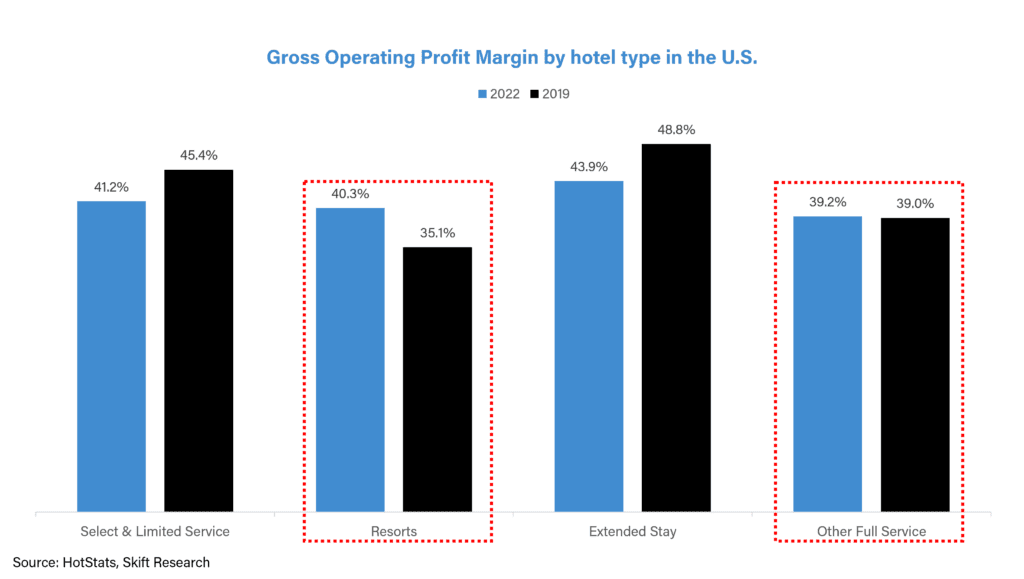 Gross Operating Profit Margin by hotel type in the U.S.
2022 2019
41.2%
45.4%
40.3%
35.1%
43.9%
48.8%
39.2%
39.0%
Select & Limited Service
Resorts
Extended Stay
Other Full Service
Source: HotStats, Skift Research